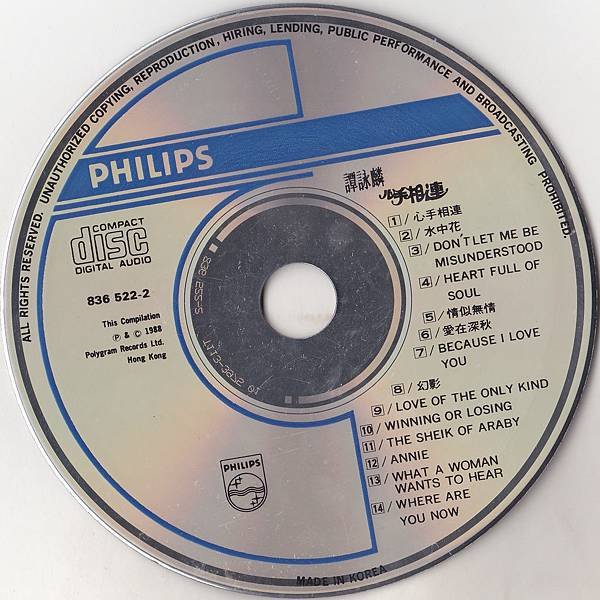 ALL RIGHTS RESERVED. UNAUTHORIZED COPYING, REPRODUCTION, HIRING, LENDING, PUBLIC PERFORMANCE AND BROADCASTING PROHIBITED.
PHILIPS
COMPACT
disc
DIGITAL AUDIO
836 522-2
This Compilation
Ⓟ & © 1988
Polygram Records Ltd.
Hong Kong
譚詠麟
心手相連
1 / 心手相連
2 / 水中花
3 / DON'T LET ME BE
MISUNDERSTOOD
4 / HEART FULL OF
SOUL
5 / 情似無情
6 / 愛在深秋
7 / BECAUSE I LOVE
YOU
8 / 幻影
9 / LOVE OF THE ONLY KIND
10 / WINNING OR LOSING
11 / THE SHEIK OF ARABY
12 / ANNIE
13 / WHAT A WOMAN
WANTS TO HEAR
14 / WHERE ARE
YOU NOW
836 522-2
PHILIPS
MADE IN KOREA